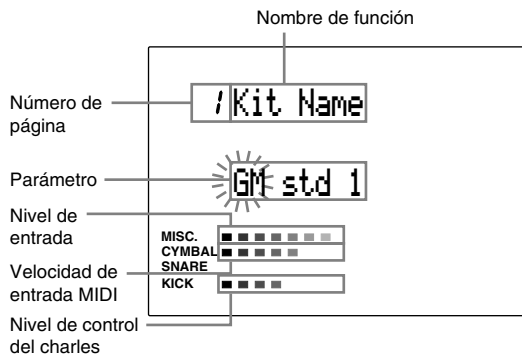 Nombre de función
1 Kit Name
Número de
página
Parámetro
GM std 1
Nivel de
entrada
MISC.
CYMBAL
SNARE
KICK
Velocidad de
entrada MIDI
Nivel de control
del charles